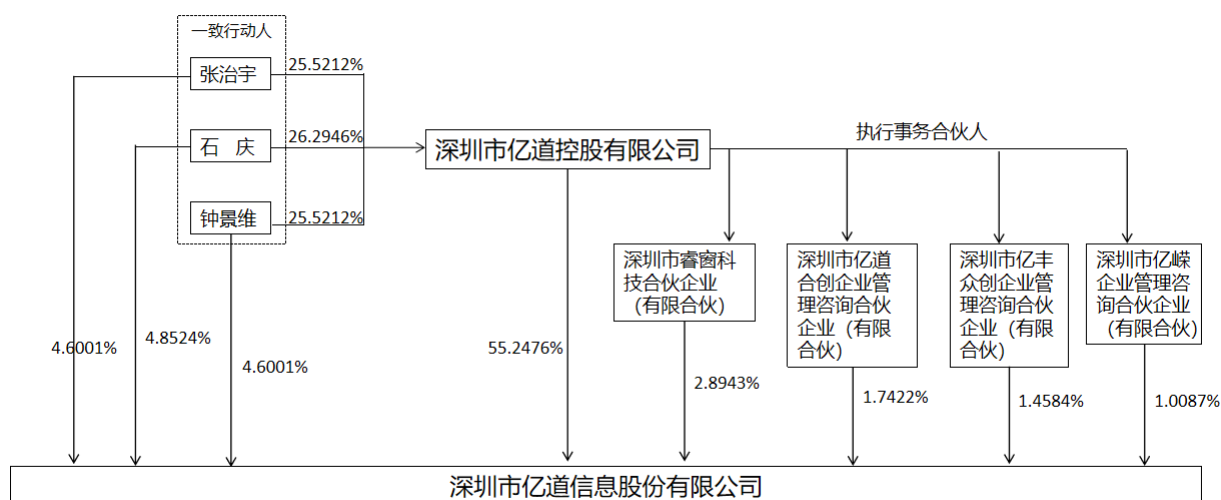 一致行动人
张治宇
25.5212%
石 庆
26.2946%
钟景维
25.5212%
深圳市亿道控股有限公司
执行事务合伙人
深圳市睿窗科
技合伙企业
（有限合伙）
深圳市亿道
合创企业管
理咨询合伙
企业（有限
合伙）
深圳市亿丰
众创企业管
理咨询合伙
企业（有限
合伙）
深圳市亿嵘
企业管理咨
询合伙企业
（有限合伙）
4.6001%
4.8524%
4.6001%
55.2476%
2.8943%
1.7422%
1.4584%
1.0087%
深圳市亿道信息股份有限公司